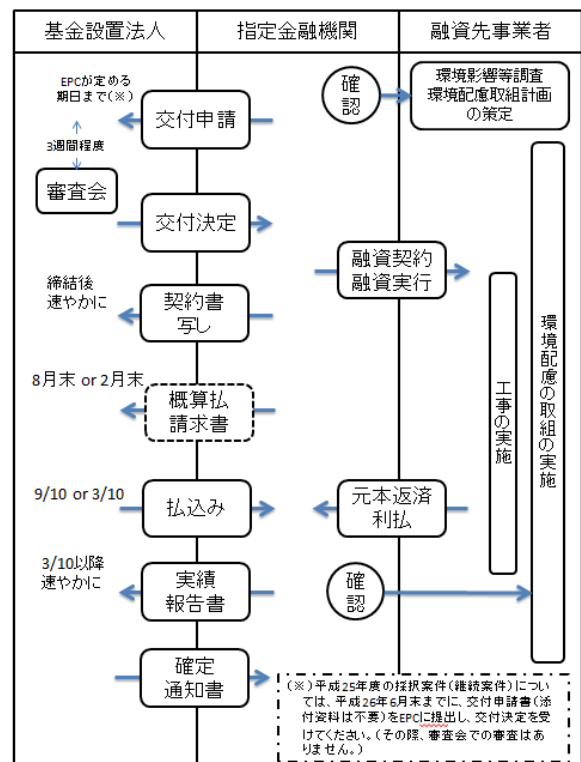 基金設置法人
指定金融機関
融資先事業者
EPCが定める
期日まで(※)
交付申請
確
認
環境影響等調査
環境配慮取組計画
の策定
3週間程度
審査会
交付決定
融資契約
融資実行
締結後
速やかに
契約書
写し
環境配慮の取組の実施
工事の実施
8月末 or 2月末
概算払
請求書
9/10 or 3/10
払込み
元本返済
利払
3/10以降
速やかに
実績
報告書
確
認
確定
通知書
(※)平成25年度の採択案件(継続案件)につい
ては、平成26年6月末までに、交付申請書(添
付資料は不要)をEPCに提出し、交付決定を受
けてください。(その際、審査会での審査はあ
りません。)